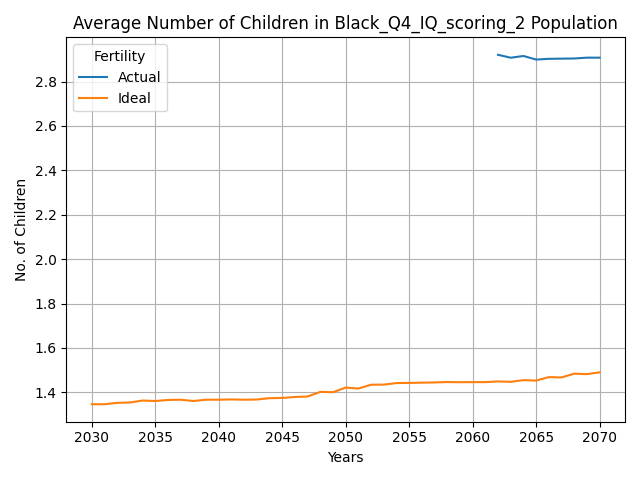 Average Number of Children in Black_Q4_IQ_scoring_2 Population
Fertility
Actual
Ideal
No. of Children
2.8
2.6
2.4
2.2
2.0
1.8
1.6
1.4
2030 2035 2040 2045 2050 2055 2060 2065 2070
Years